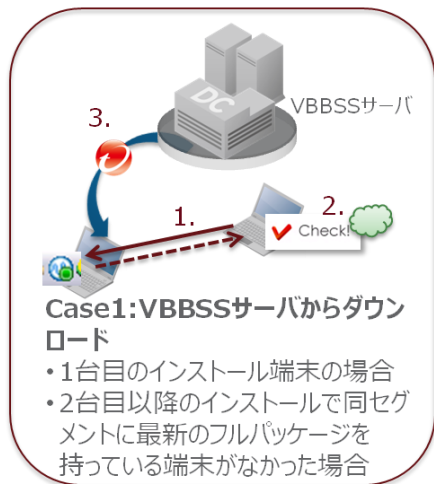 DC
VBBSSサーバ
3.
1.
2.
Check!
Case1:VBBSSサーバからダウン
ロード
・1台目のインストール端末の場合
・2台目以降のインストールで同セグ
メントに最新のフルパッケージを
持っている端末がなかった場合